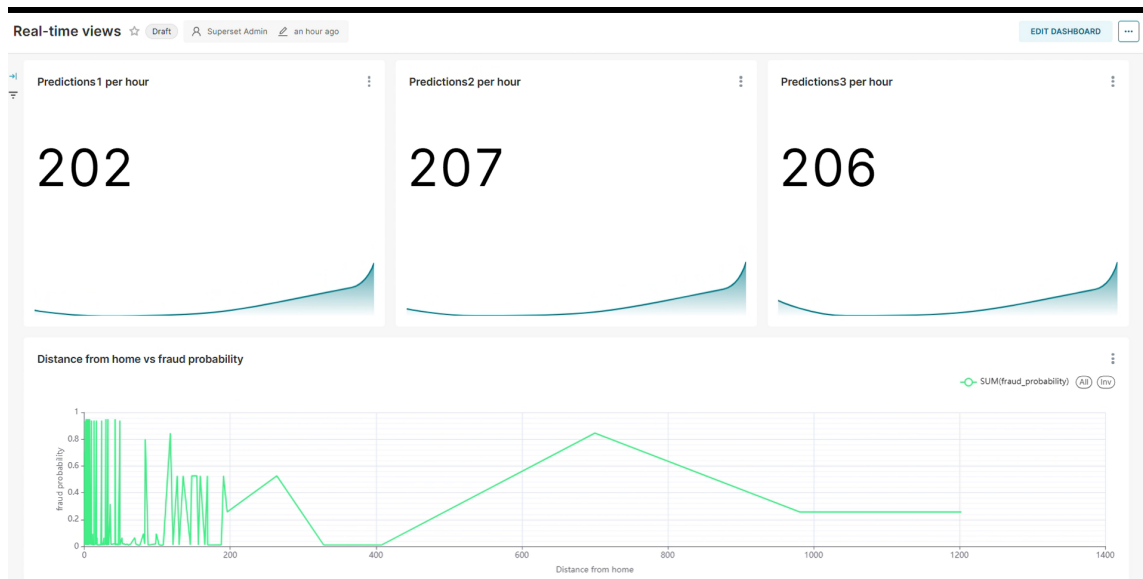 Real-time views Draft Superset Admin an hour ago EDIT DASHBOARD ...
Predictions1 per hour
202
Predictions2 per hour
207
Predictions3 per hour
206
Distance from home vs fraud probability
SUM(fraud_probability) All Inv
fraud probability
1
0.8
0.6
0.4
0.2
0
0 200 400 600 800 1000 1200 1400
Distance from home